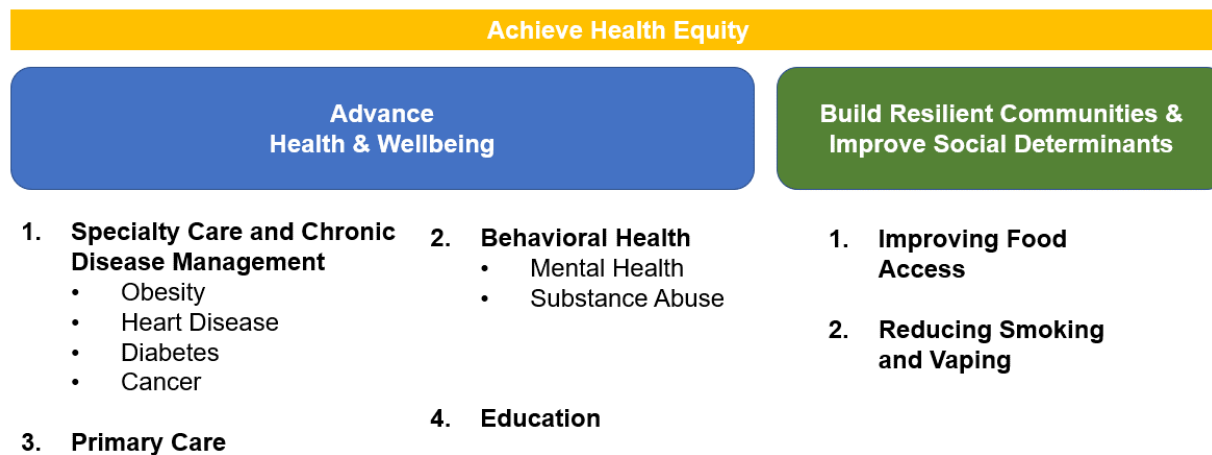 Achieve Health Equity
Advance
Health & Wellbeing
Build Resilient Communities &
Improve Social Determinants
1. Specialty Care and Chronic
Disease Management
• Obesity
• Heart Disease
• Diabetes
• Cancer
2. Behavioral Health
• Mental Health
• Substance Abuse
3. Primary Care
4. Education
1. Improving Food
Access
2. Reducing Smoking
and Vaping